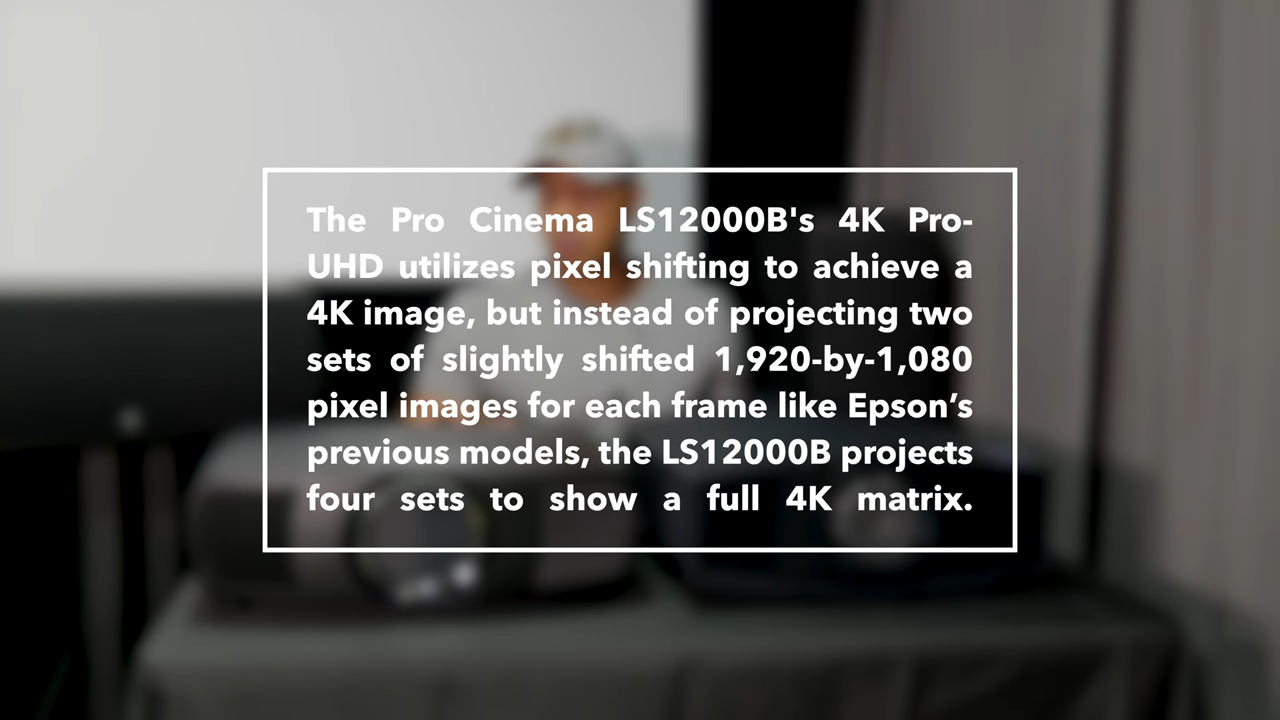 The Pro Cinema LS12000B's 4K Pro-
UHD utilizes pixel shifting to achieve a
4K image, but instead of projecting two
sets of slightly shifted 1,920-by-1,080
pixel images for each frame like Epson’s
previous models, the LS12000B projects
four sets to show a full 4K matrix.